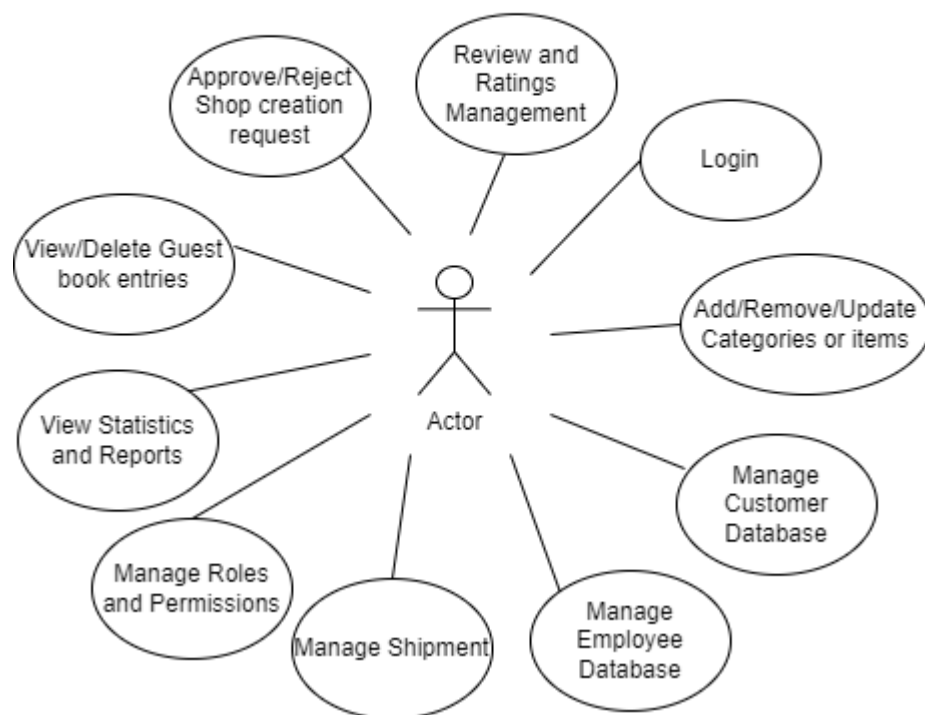 Review and
Ratings
Management
Approve/Reject
Shop creation
request
Login
View/Delete Guest
book entries
Add/Remove/Update
Categories or items
Actor
View Statistics
and Reports
Manage
Customer
Database
Manage Roles
and Permissions
Manage Shipment
Manage
Employee
Database